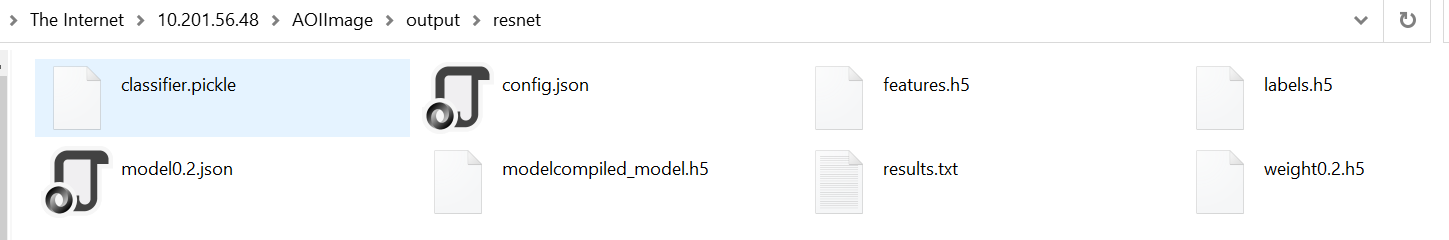 The Internet > 10.201.56.48 > AOIImage > output > resnet
classifier.pickle config.json features.h5 labels.h5
model0.2.json modelcompiled_model.h5 results.txt weight0.2.h5